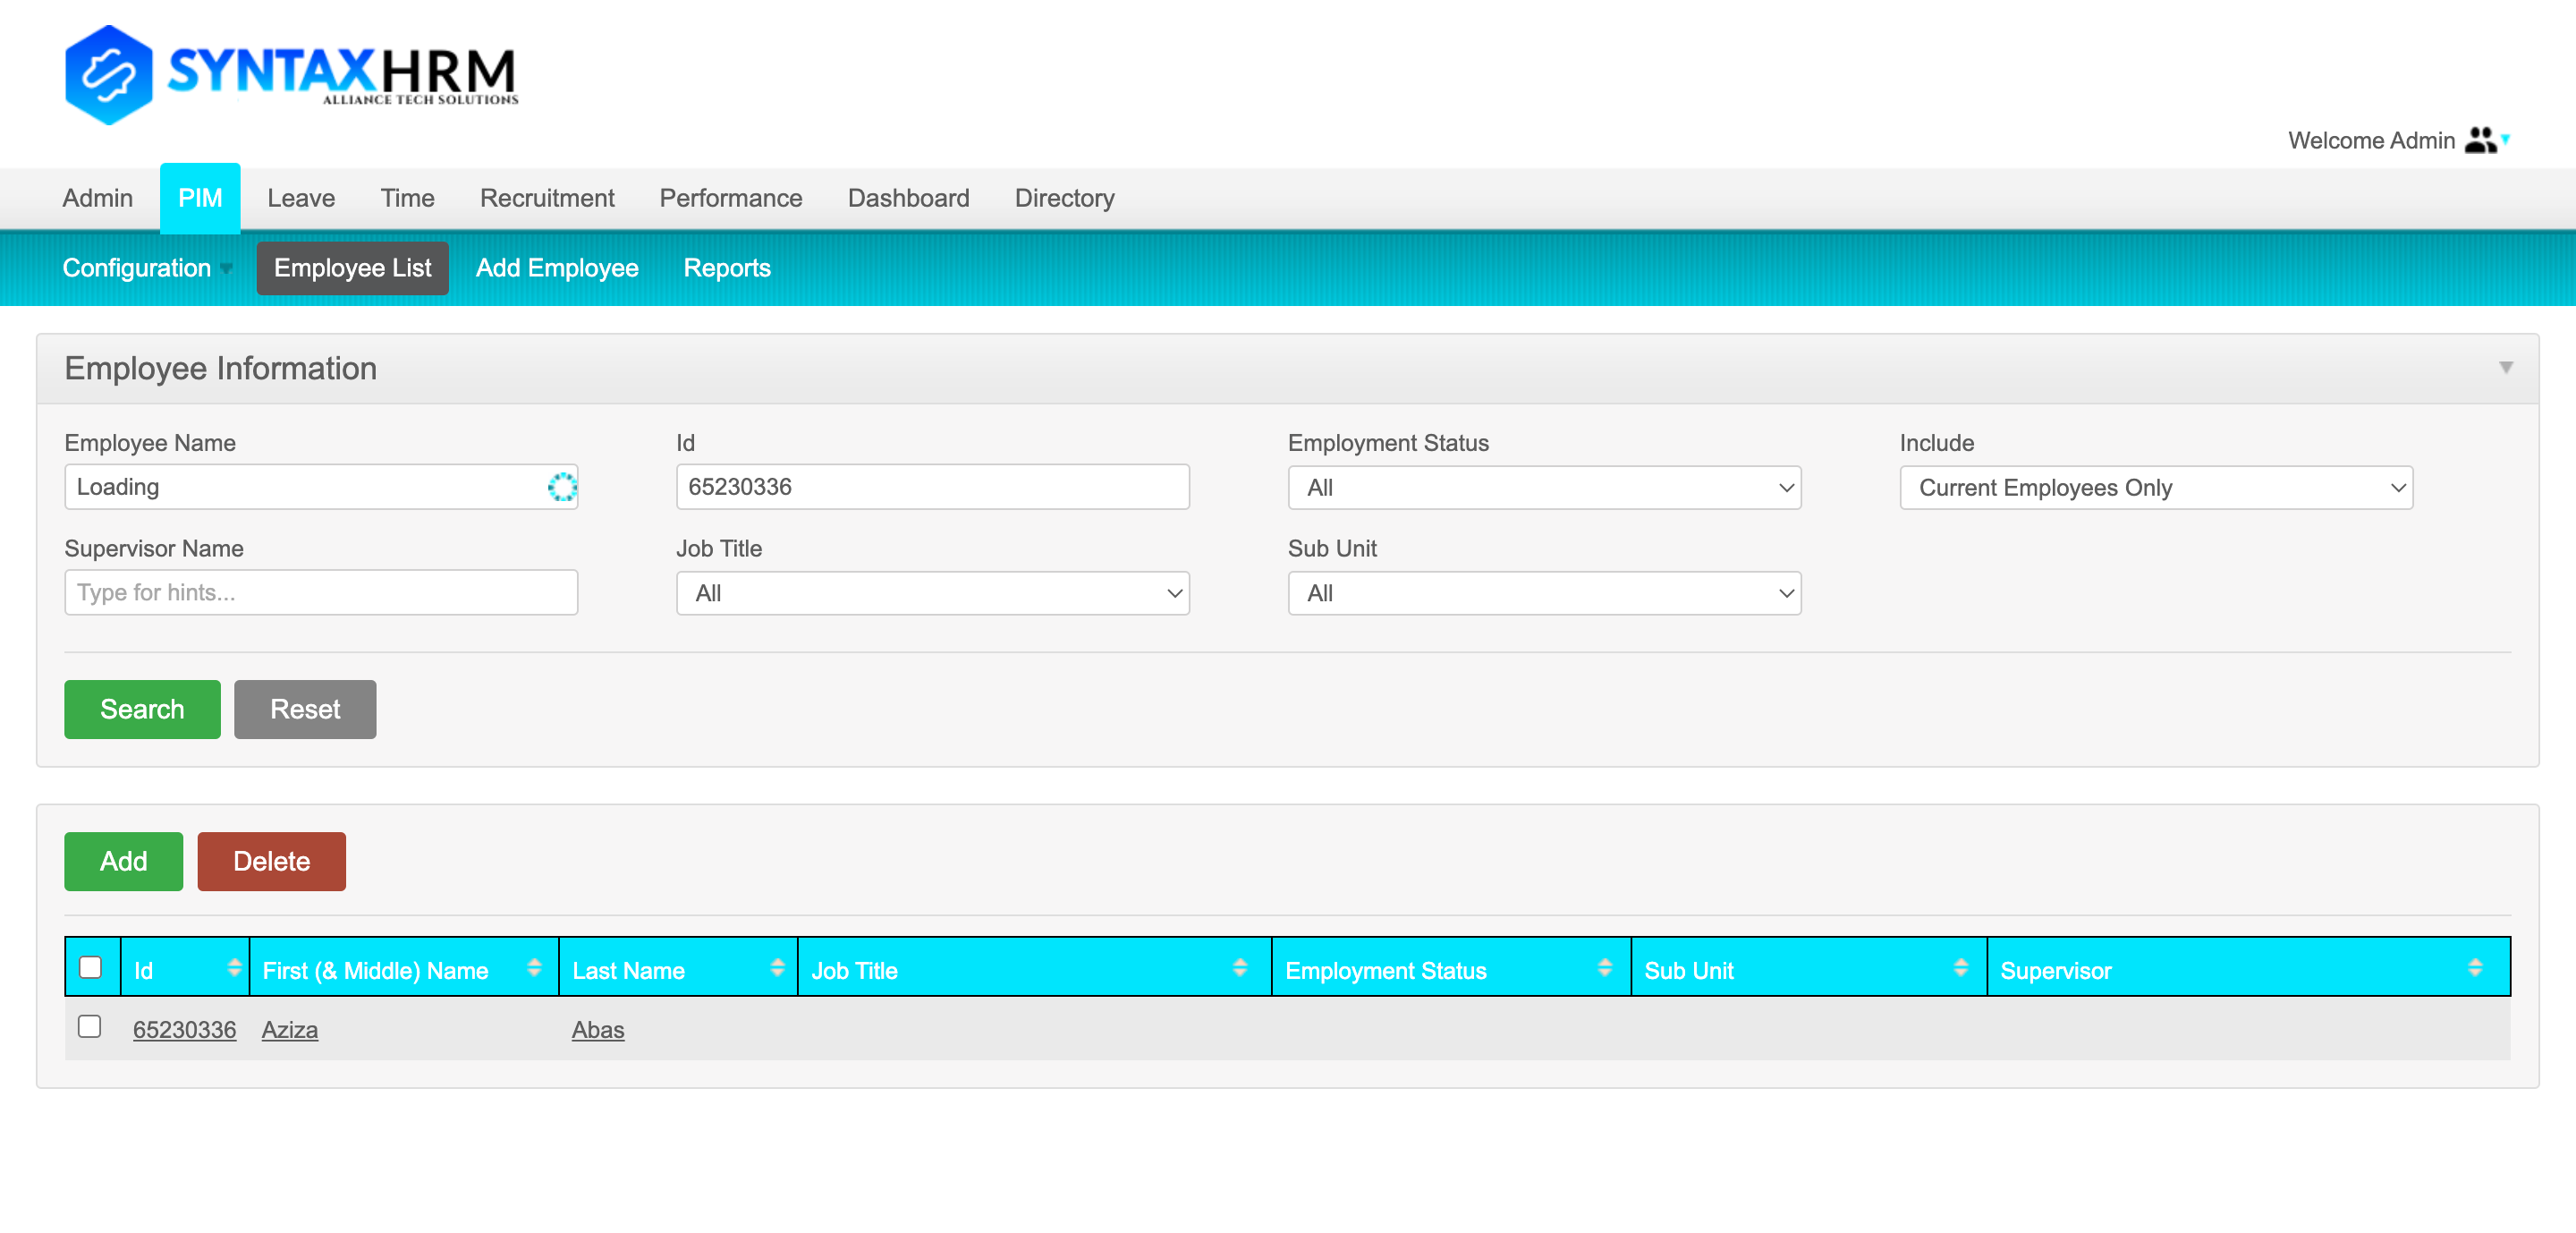 SYNTAXHRM
ALLIANCE TECH SOLUTIONS
Welcome Admin
Admin PIM Leave Time Recruitment Performance Dashboard Directory
Configuration Employee List Add Employee Reports
Employee Information
Employee Name Id Employment Status Include
Loading 65230336 All Current Employees Only
Supervisor Name Job Title Sub Unit
Type for hints... All All
Search Reset
Add Delete
Id First (& Middle) Name Last Name Job Title Employment Status Sub Unit Supervisor
65230336 Aziza Abas